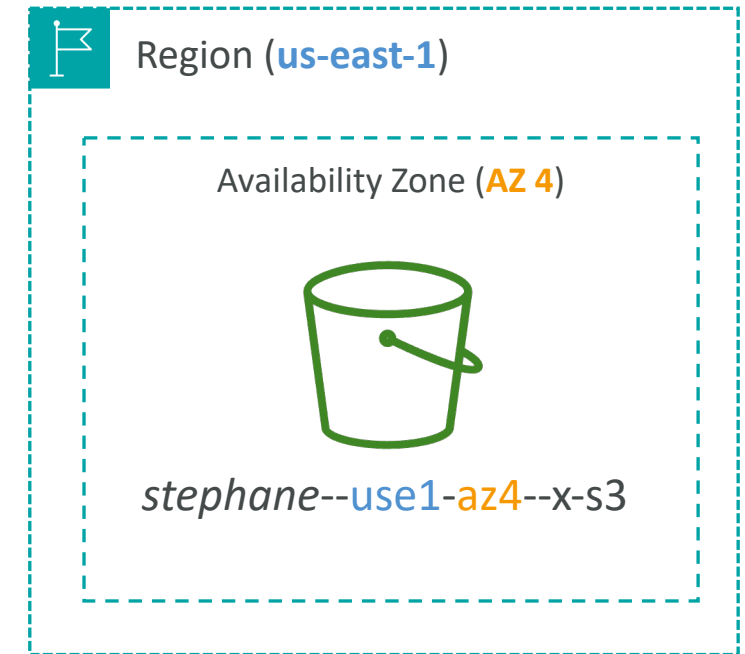 Region (us-east-1)
Availability Zone (AZ 4)
stephane--use1-az4--x-s3